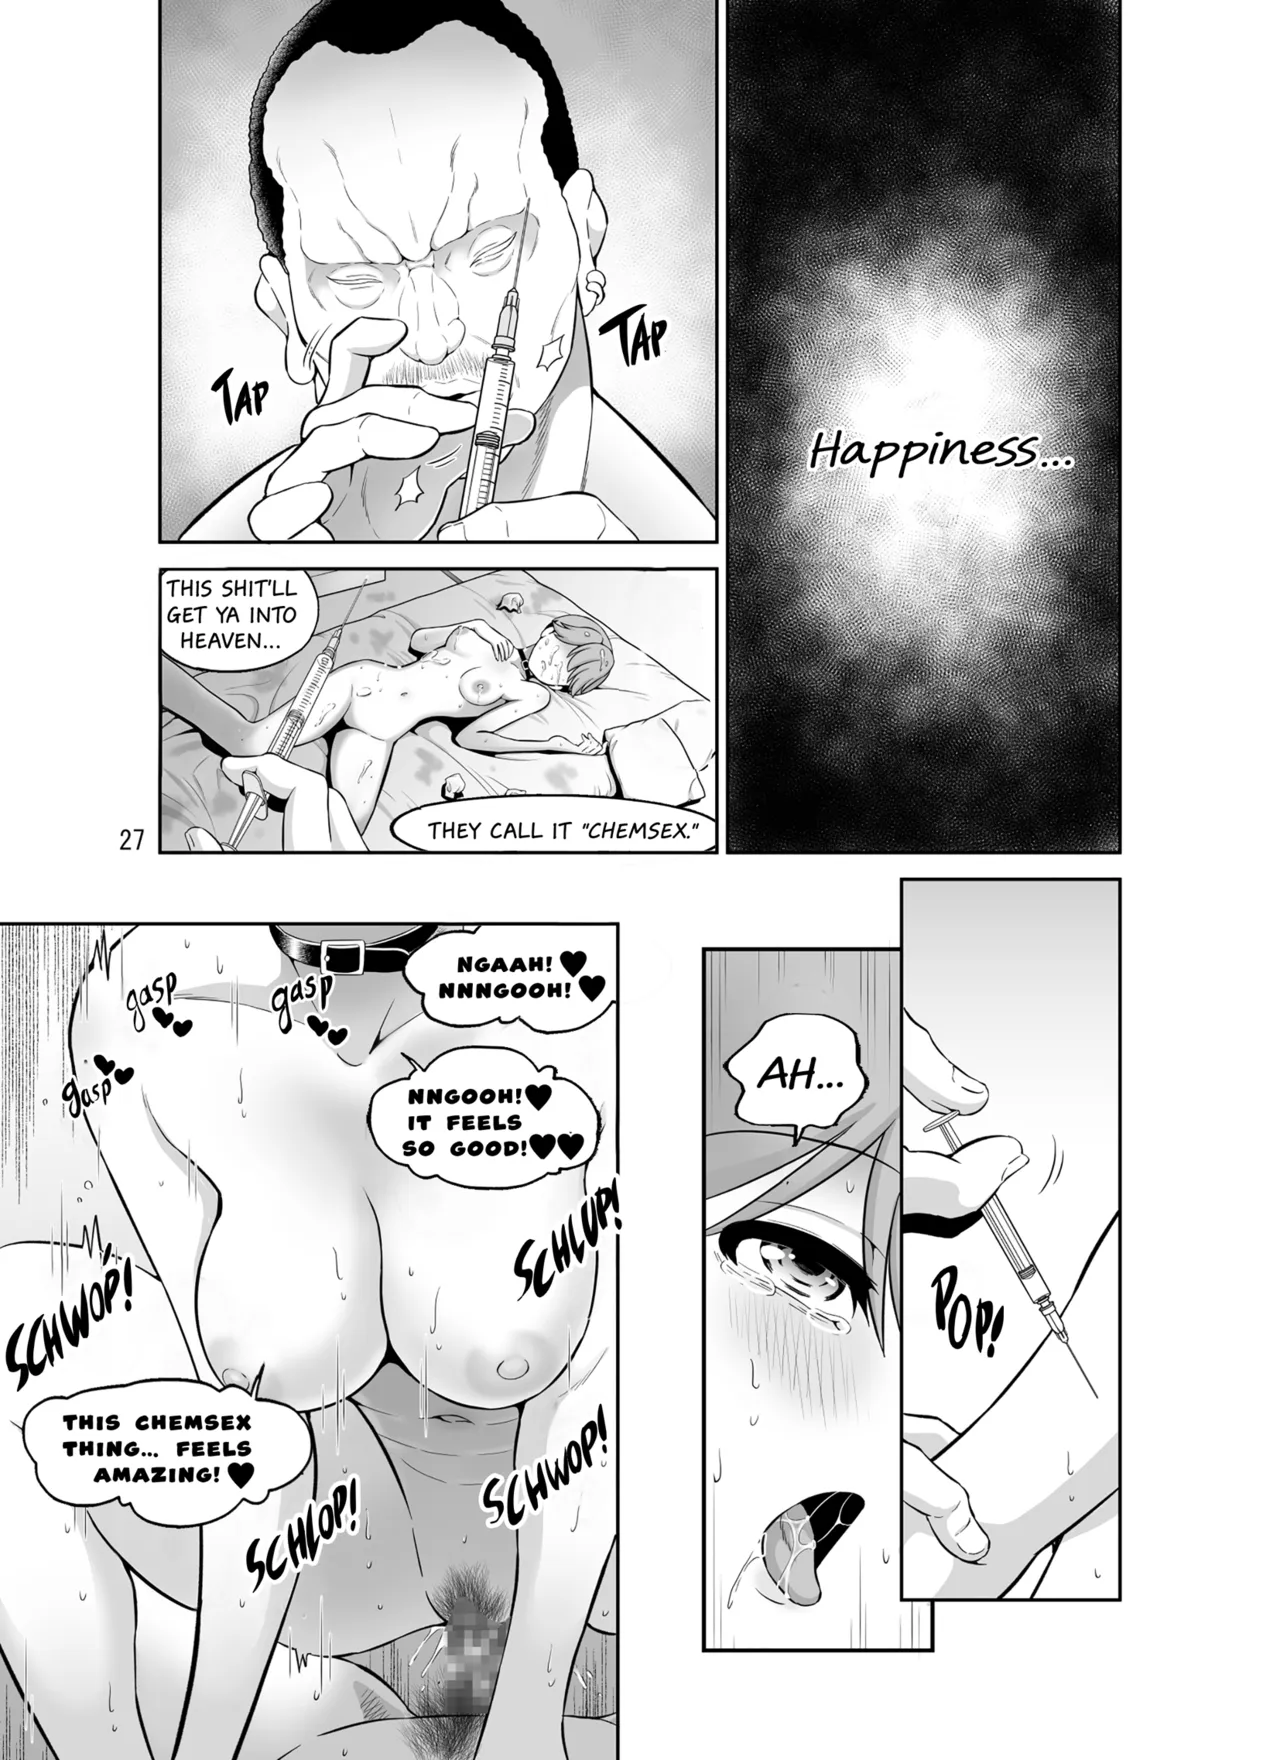 Happiness...
TAP
TAP
THIS SHIT'LL
GET YA INTO
HEAVEN...
THEY CALL IT "CHEMSEX."
27
POP!
AH...
NGAAH! ♥
NNNGOOH! ♥
gasp
gasp
gasp
NNGOOH! ♥
IT FEELS
SO GOOD! ♥♥
SCHLUP!
SCHWOP!
THIS CHEMSEX
THING... FEELS
AMAZING! ♥
SCHWOP!
SCHLOP!